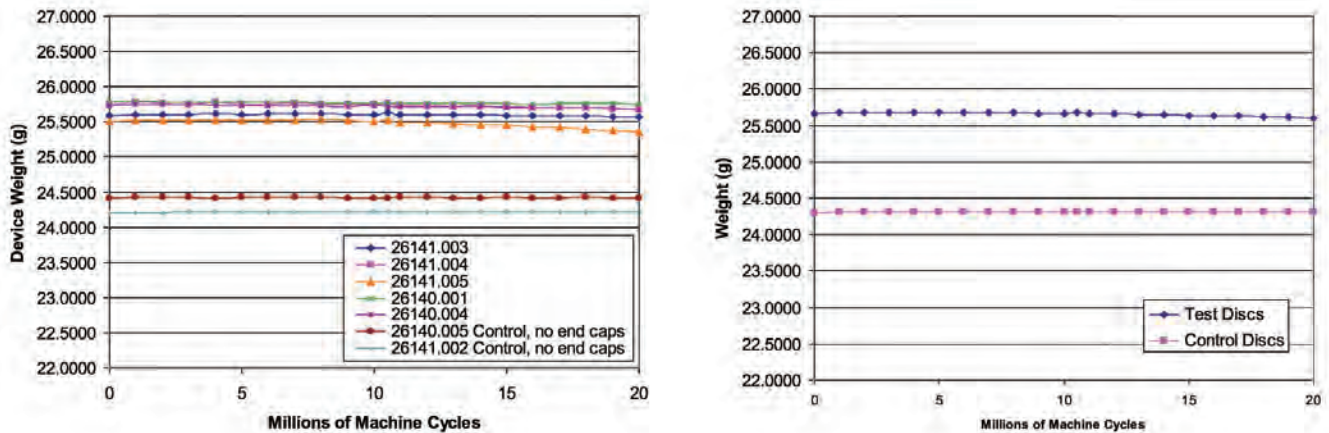 27.0000
26.5000
26.0000
25.5000
25.0000
24.5000
24.0000
23.5000
23.0000
22.5000
22.0000
Device Weight (g)
26141.003
26141.004
26141.005
26140.001
26140.004
26140.005 Control, no end caps
26141.002 Control, no end caps
0 5 10 15 20
Millions of Machine Cycles
27.0000
26.5000
26.0000
25.5000
25.0000
24.5000
24.0000
23.5000
23.0000
22.5000
22.0000
Weight (g)
Test Discs
Control Discs
0 5 10 15 20
Millions of Machine Cycles